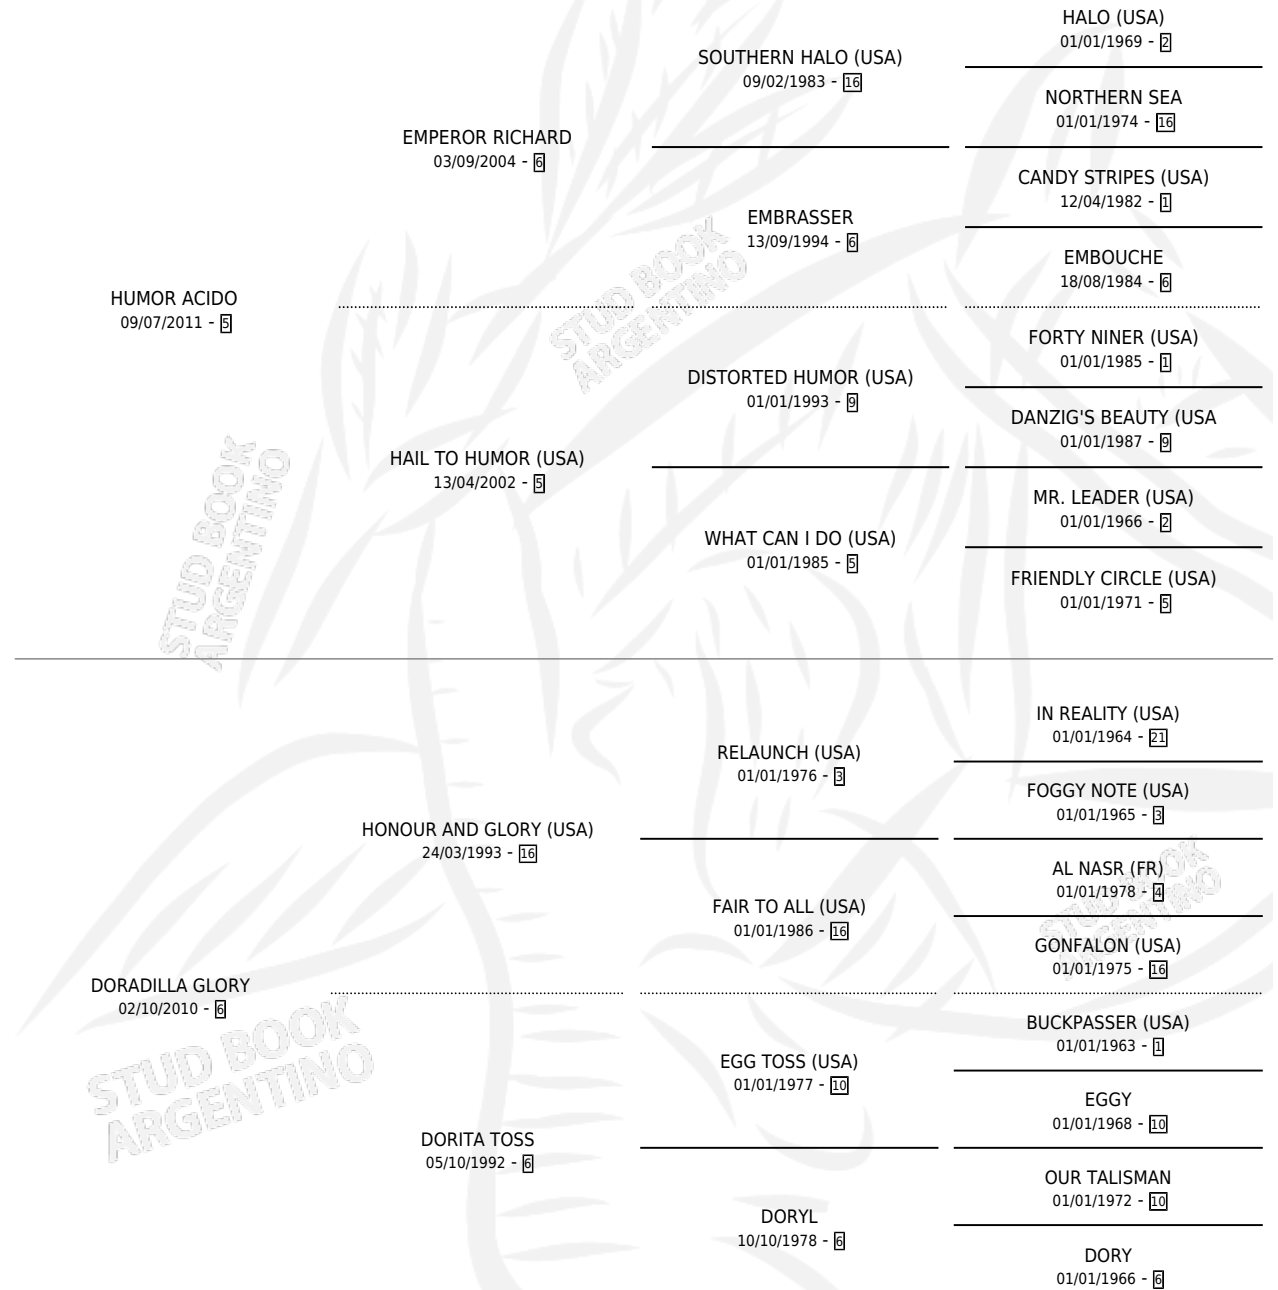 HALO (USA)
01/01/1969 - 2
SOUTHERN HALO (USA)
09/02/1983 - 16
NORTHERN SEA
01/01/1974 - 16
EMPEROR RICHARD
03/09/2004 - 6
CANDY STRIPES (USA)
12/04/1982 - 1
EMBRASSER
13/09/1994 - 6
EMBOUCHE
18/08/1984 - 6
HUMOR ACIDO
09/07/2011 - 5
FORTY NINER (USA)
01/01/1985 - 1
DISTORTED HUMOR (USA)
01/01/1993 - 9
DANZIG'S BEAUTY (USA
01/01/1987 - 9
HAIL TO HUMOR (USA)
13/04/2002 - 5
MR. LEADER (USA)
01/01/1966 - 2
WHAT CAN I DO (USA)
01/01/1985 - 5
FRIENDLY CIRCLE (USA)
01/01/1971 - 5
IN REALITY (USA)
01/01/1964 - 21
RELAUNCH (USA)
01/01/1976 - 3
FOGGY NOTE (USA)
01/01/1965 - 3
HONOUR AND GLORY (USA)
24/03/1993 - 16
AL NASR (FR)
01/01/1978 - 4
FAIR TO ALL (USA)
01/01/1986 - 16
GONFALON (USA)
01/01/1975 - 16
DORADILLA GLORY
02/10/2010 - 6
BUCKPASSER (USA)
01/01/1963 - 1
EGG TOSS (USA)
01/01/1977 - 10
EGGY
01/01/1968 - 10
DORITA TOSS
05/10/1992 - 6
OUR TALISMAN
01/01/1972 - 10
DORYL
10/10/1978 - 6
DORY
01/01/1966 - 6
STUD BOOK
ARGENTINO
STUD BOOK
ARGENTINO
STUD BOOK
ARGENTINO
STUD BOOK
ARGENTINO